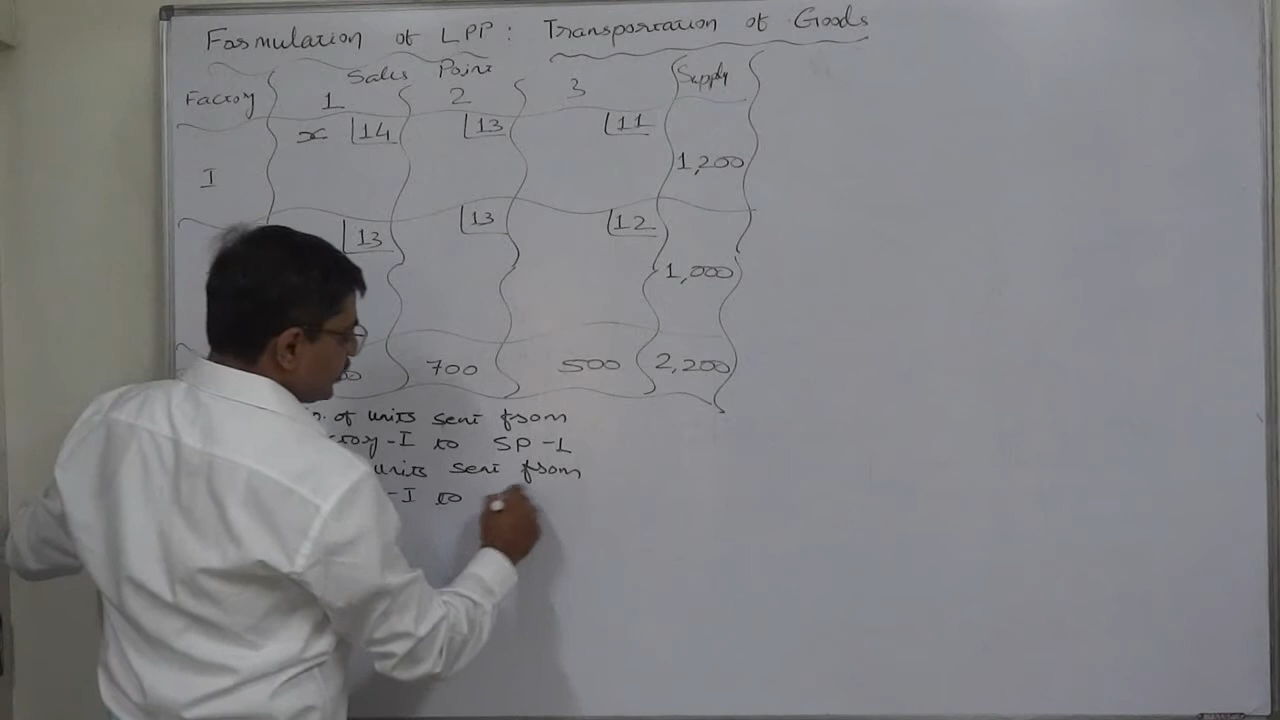 Formulation of LPP: Transportation of Goods
Sales Point
Factory 1 2 3 Supply
x 14 13 11
I 1,200
13 13 12
1,000
700 500 2,200
of units sent from
-I to SP-1
units sent from
-I to